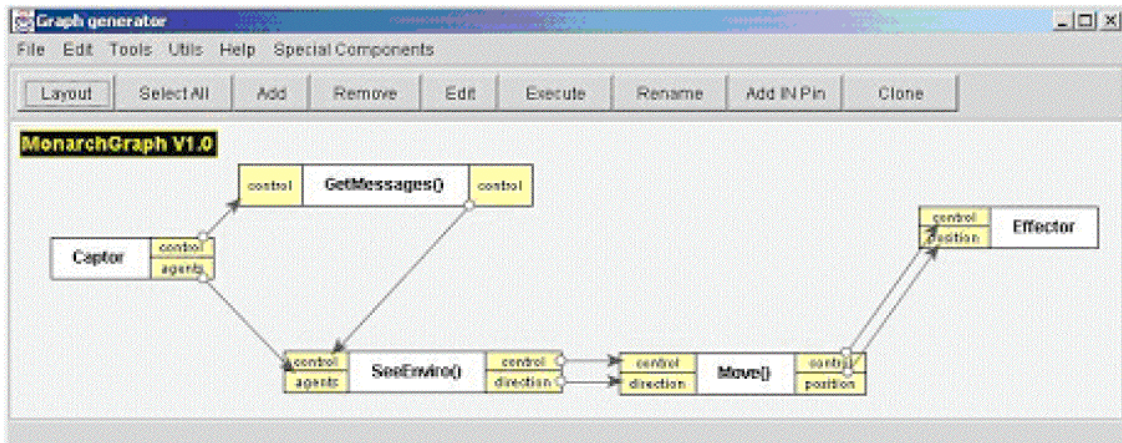 Graph generator
File Edit Tools Utils Help Special Components
Layout Select All Add Remove Edit Execute Rename Add IN Pin Clone
MonarchGraph V1.0
control GetMessages() control
Captor control
agents
control Effector
position
control SeeEnviro() control
agents direction
control Move() control
direction position